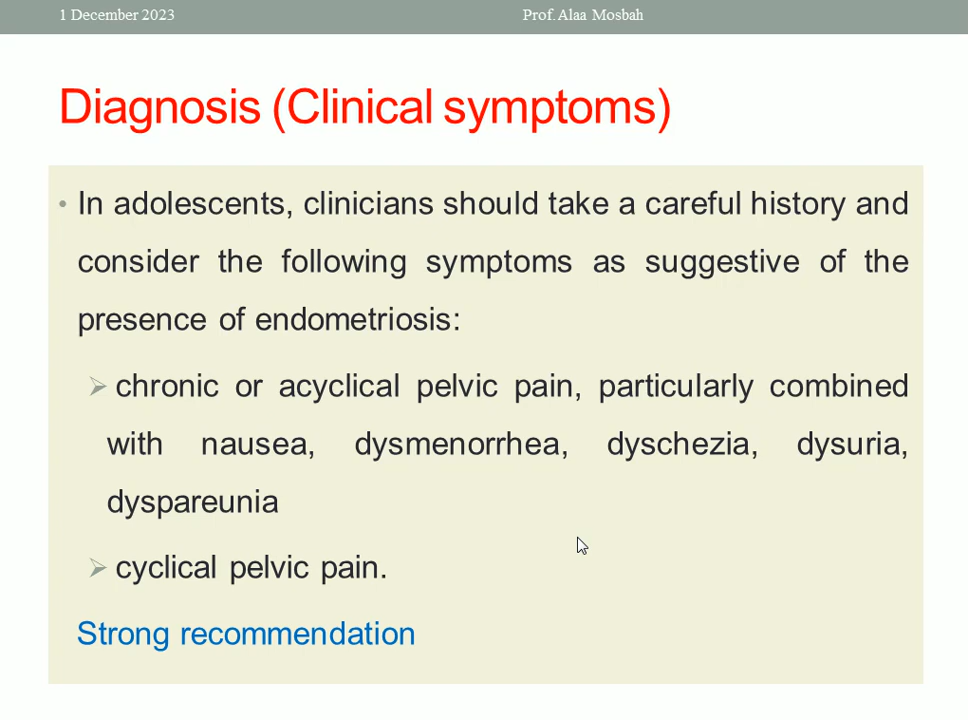 1 December 2023 Prof. Alaa Mosbah
Diagnosis (Clinical symptoms)
• In adolescents, clinicians should take a careful history and
consider the following symptoms as suggestive of the
presence of endometriosis:
➢ chronic or acyclical pelvic pain, particularly combined
with nausea, dysmenorrhea, dyschezia, dysuria,
dyspareunia
➢ cyclical pelvic pain.
Strong recommendation